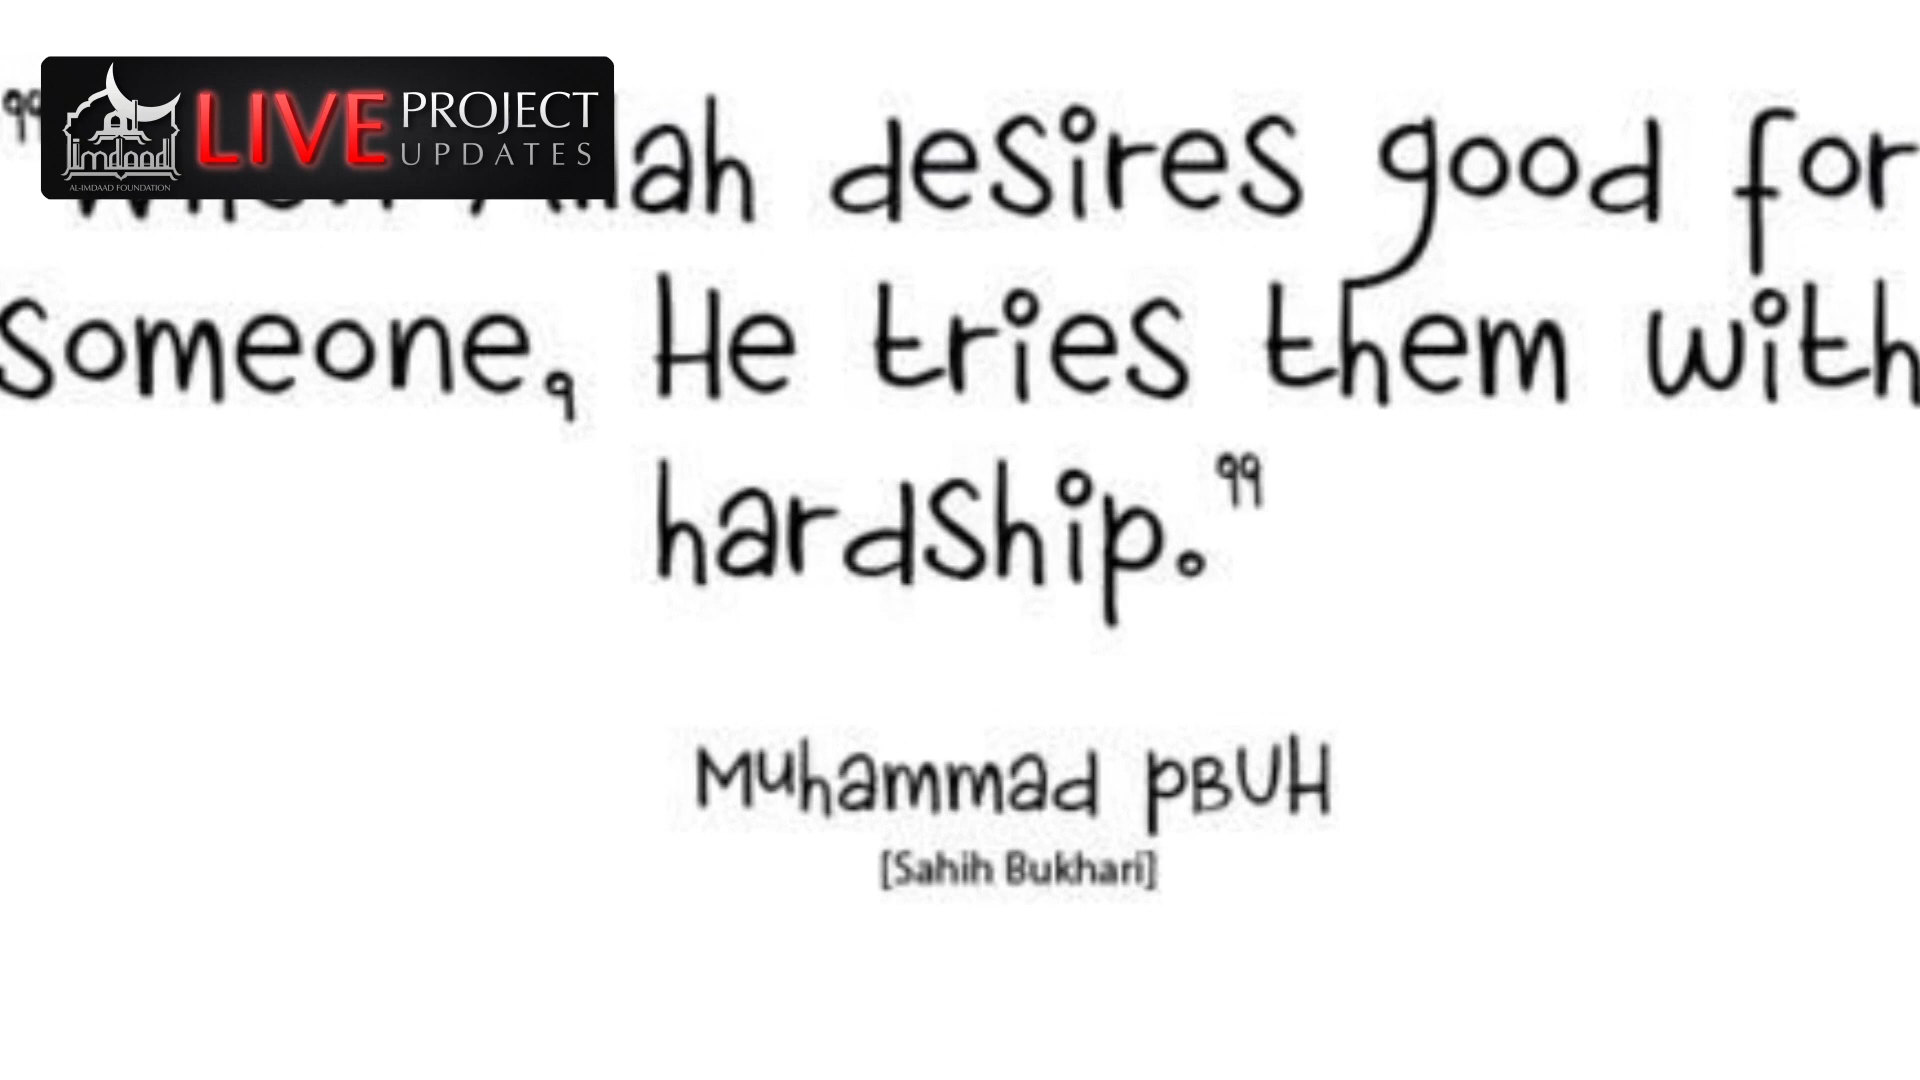 LIVE PROJECT
UPDATES
imdaad
AL-IMDAAD FOUNDATION
"When Allah desires good for
someone, He tries them with
hardship."
Muhammad PBUH
[Sahih Bukhari]